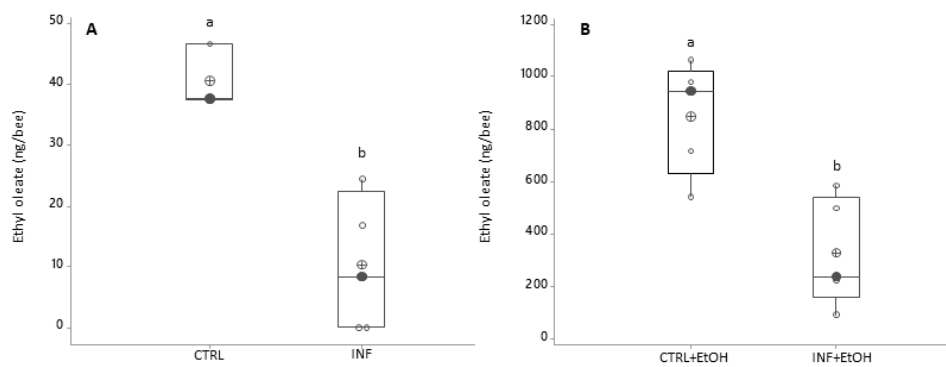 A
a
b
Ethyl oleate (ng/bee)
50
40
30
20
10
0
CTRL
INF
B
a
b
Ethyl oleate (ng/bee)
1200
1000
800
600
400
200
0
CTRL+EtOH
INF+EtOH